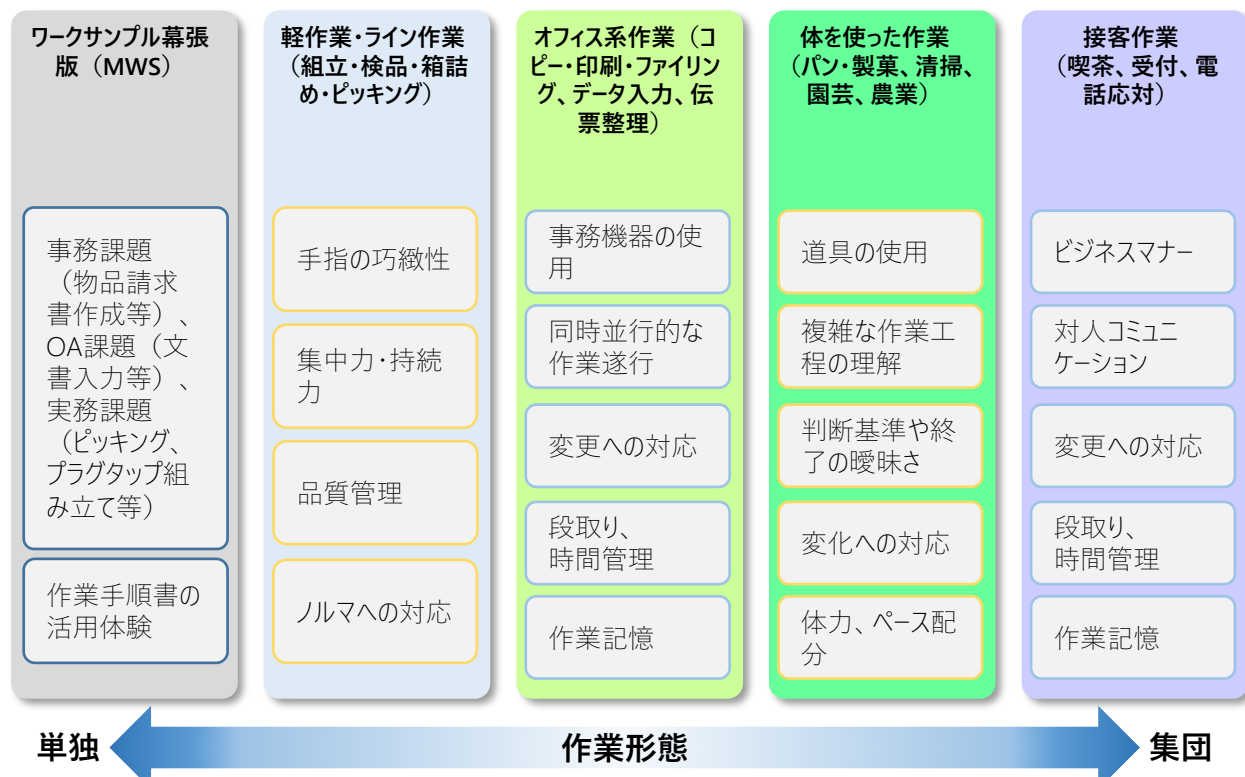 ワークサンプル幕張
版（MWS）
事務課題
（物品請求
書作成等）、
OA課題（文
書入力等）、
実務課題
（ピッキング、
プラグタップ組
み立て等）
作業手順書の
活用体験
軽作業・ライン作業
（組立・検品・箱詰
め・ピッキング）
手指の巧緻性
集中力・持続
力
品質管理
ノルマへの対応
オフィス系作業（コ
ピー・印刷・ファイリン
グ、データ入力、伝
票整理）
事務機器の使
用
同時並行的な
作業遂行
変更への対応
段取り、
時間管理
作業記憶
体を使った作業
（パン・製菓、清掃、
園芸、農業）
道具の使用
複雑な作業工
程の理解
判断基準や終
了の曖昧さ
変化への対応
体力、ペース配
分
接客作業
（喫茶、受付、電
話応対）
ビジネスマナー
対人コミュニ
ケーション
変更への対応
段取り、
時間管理
作業記憶
単独
作業形態
集団